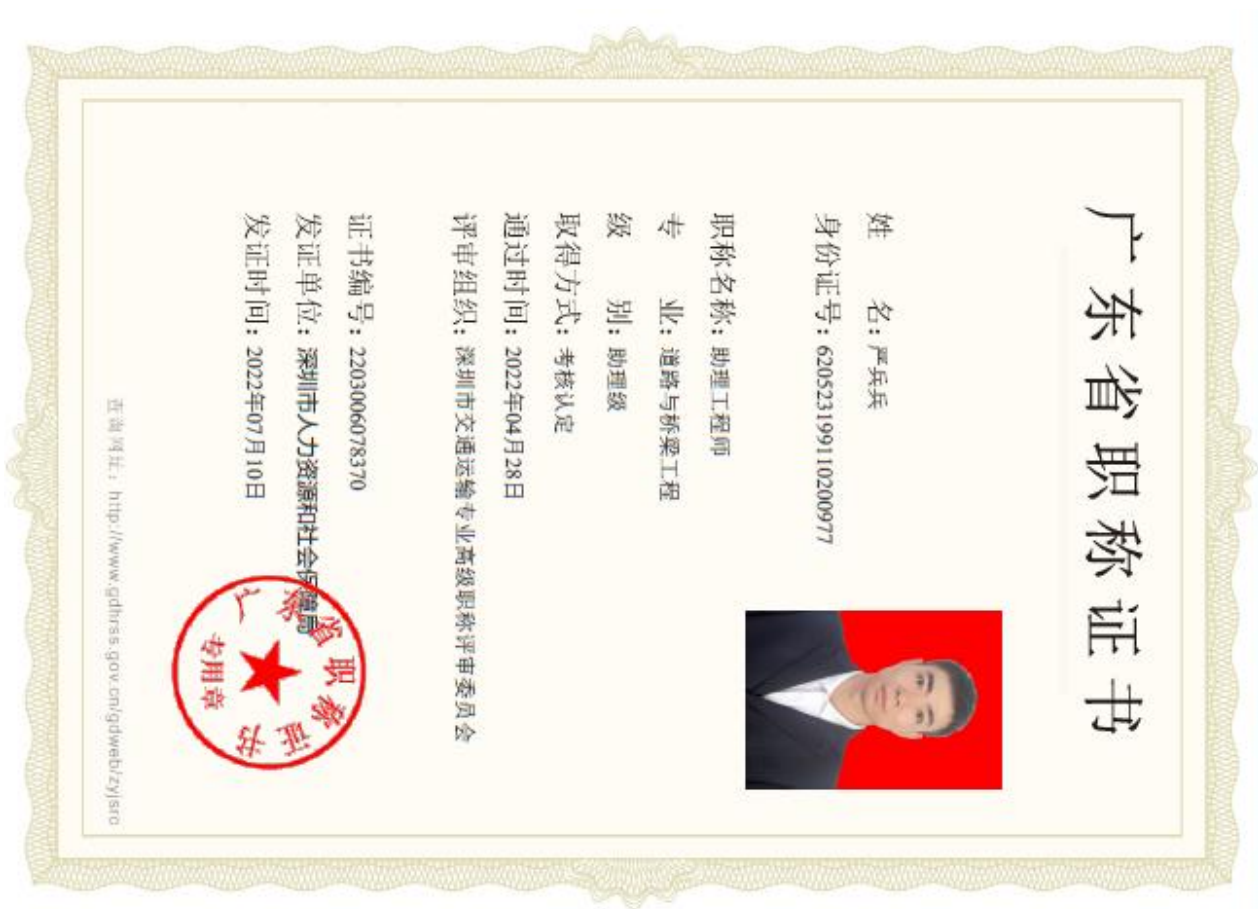 广东省职称证书
姓 名：严兵兵
身份证号：620523199110200977
职称名称：助理工程师
专 业：道路与桥梁工程
级 别：助理级
取得方式：考核认定
通过时间：2022年04月28日
评审组织：深圳市交通运输专业高级职称评审委员会
证书编号：2203006078370
发证单位：深圳市人力资源和社会保障局
发证时间：2022年07月10日
广东省职称证书
专用章
查询网址：http://www.gdhrss.gov.cn/gdweb/zyjsrc